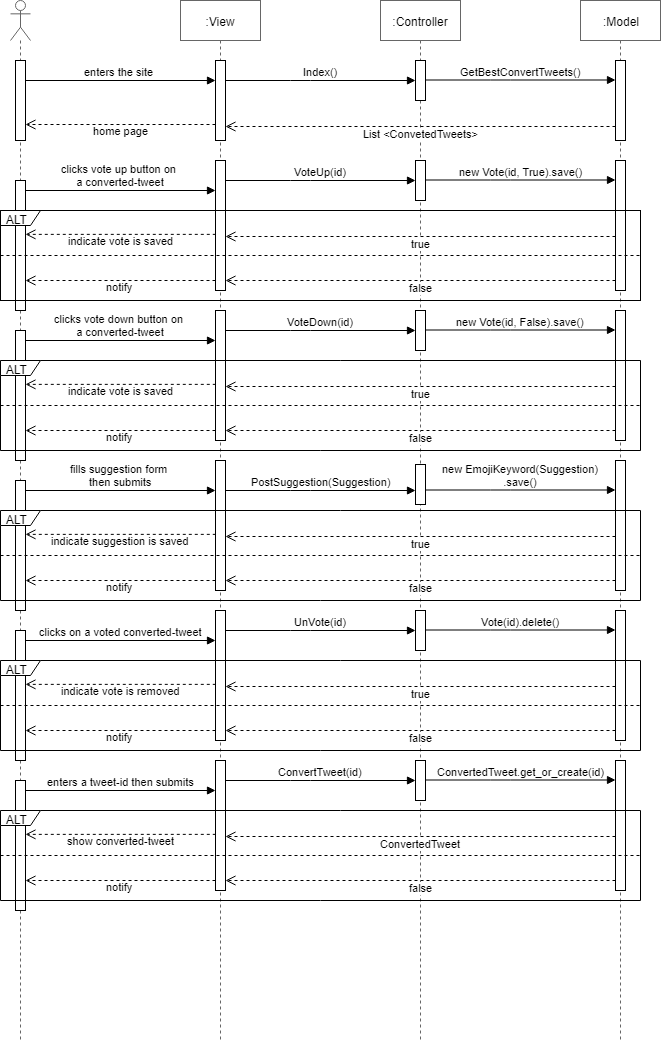 :View
:Controller
:Model
enters the site
Index()
GetBestConvertTweets()
home page
List <ConvetedTweets>
clicks vote up button on
a converted-tweet
VoteUp(id)
new Vote(id, True).save()
ALT
indicate vote is saved
true
notify
false
clicks vote down button on
a converted-tweet
VoteDown(id)
new Vote(id, False).save()
ALT
indicate vote is saved
true
notify
false
fills suggestion form
then submits
PostSuggestion(Suggestion)
new EmojiKeyword(Suggestion)
.save()
ALT
indicate suggestion is saved
true
notify
false
clicks on a voted converted-tweet
UnVote(id)
Vote(id).delete()
ALT
indicate vote is removed
true
notify
false
enters a tweet-id then submits
ConvertTweet(id)
ConvertedTweet.get_or_create(id)
ALT
show converted-tweet
ConvertedTweet
notify
false